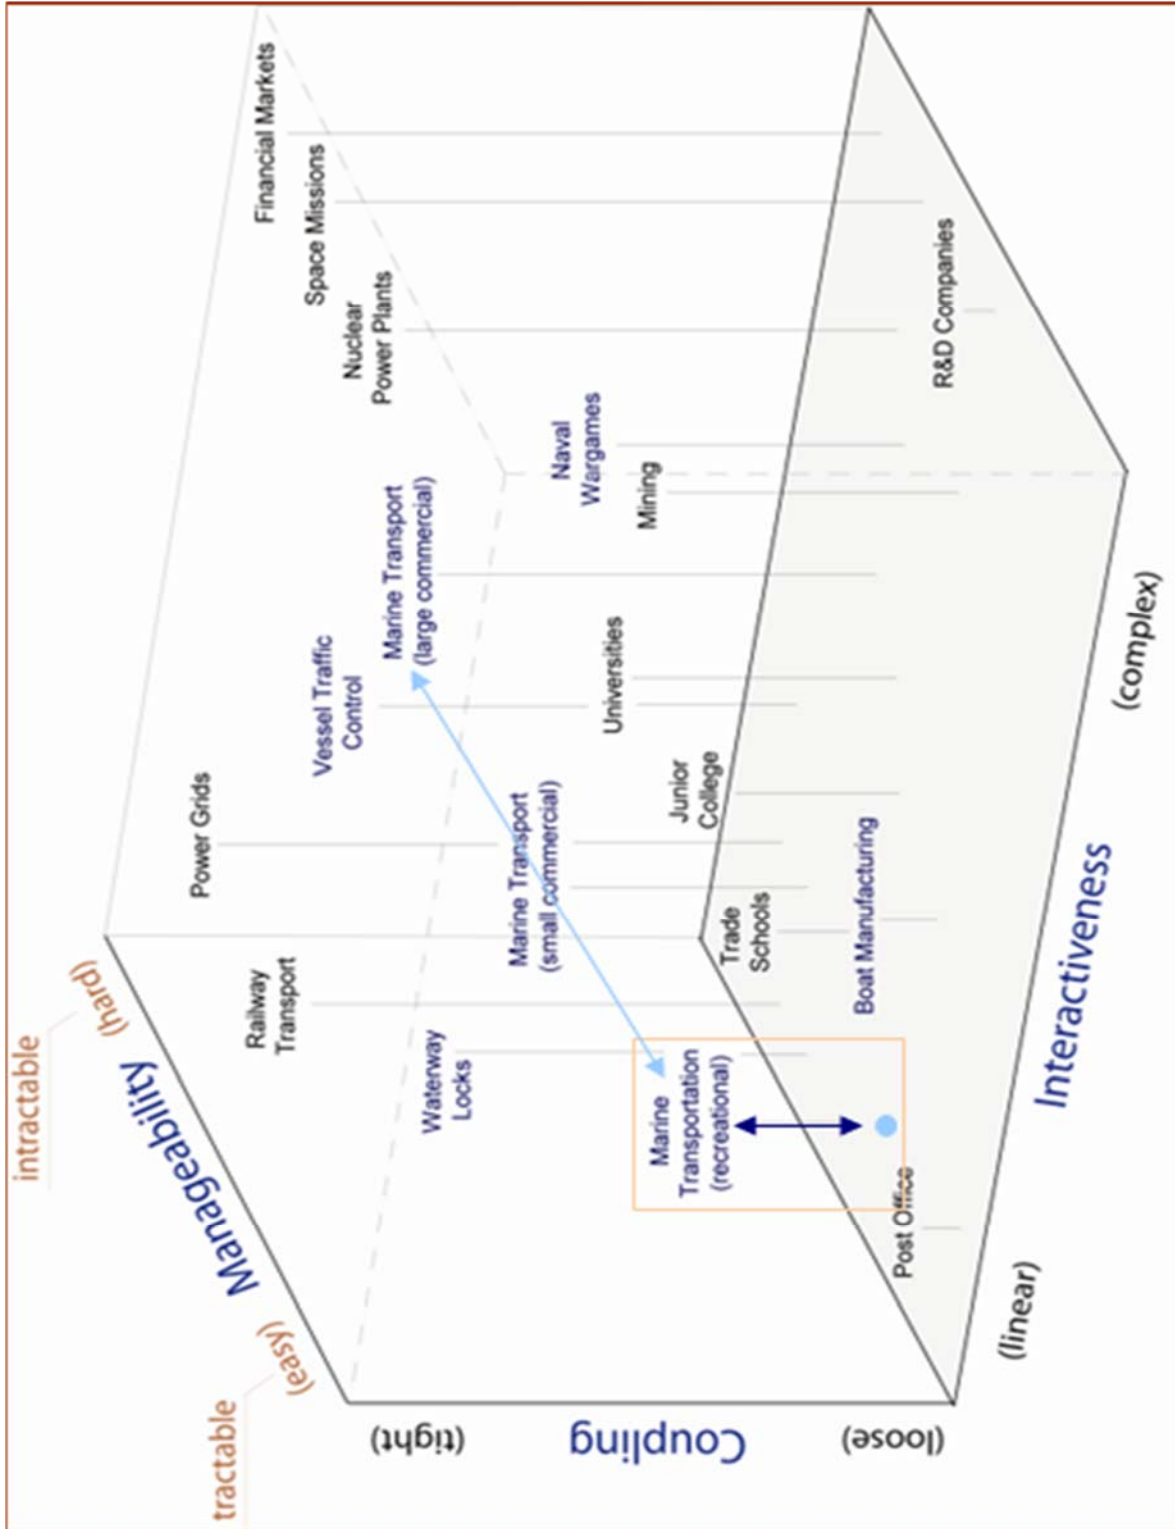 intractable
(hard)
Manageability
(easy)
tractable
(tight)
Coupling
(loose)
(linear)
Interactiveness
(complex)
Financial Markets
Space Missions
Nuclear
Power Plants
Naval
Wargames
Mining
R&D Companies
Marine Transport
(large commercial)
Vessel Traffic
Control
Universities
Power Grids
Junior
College
Marine Transport
(small commercial)
Trade
Schools
Boat Manufacturing
Railway
Transport
Waterway
Locks
Marine
Transportation
(recreational)
Post Office